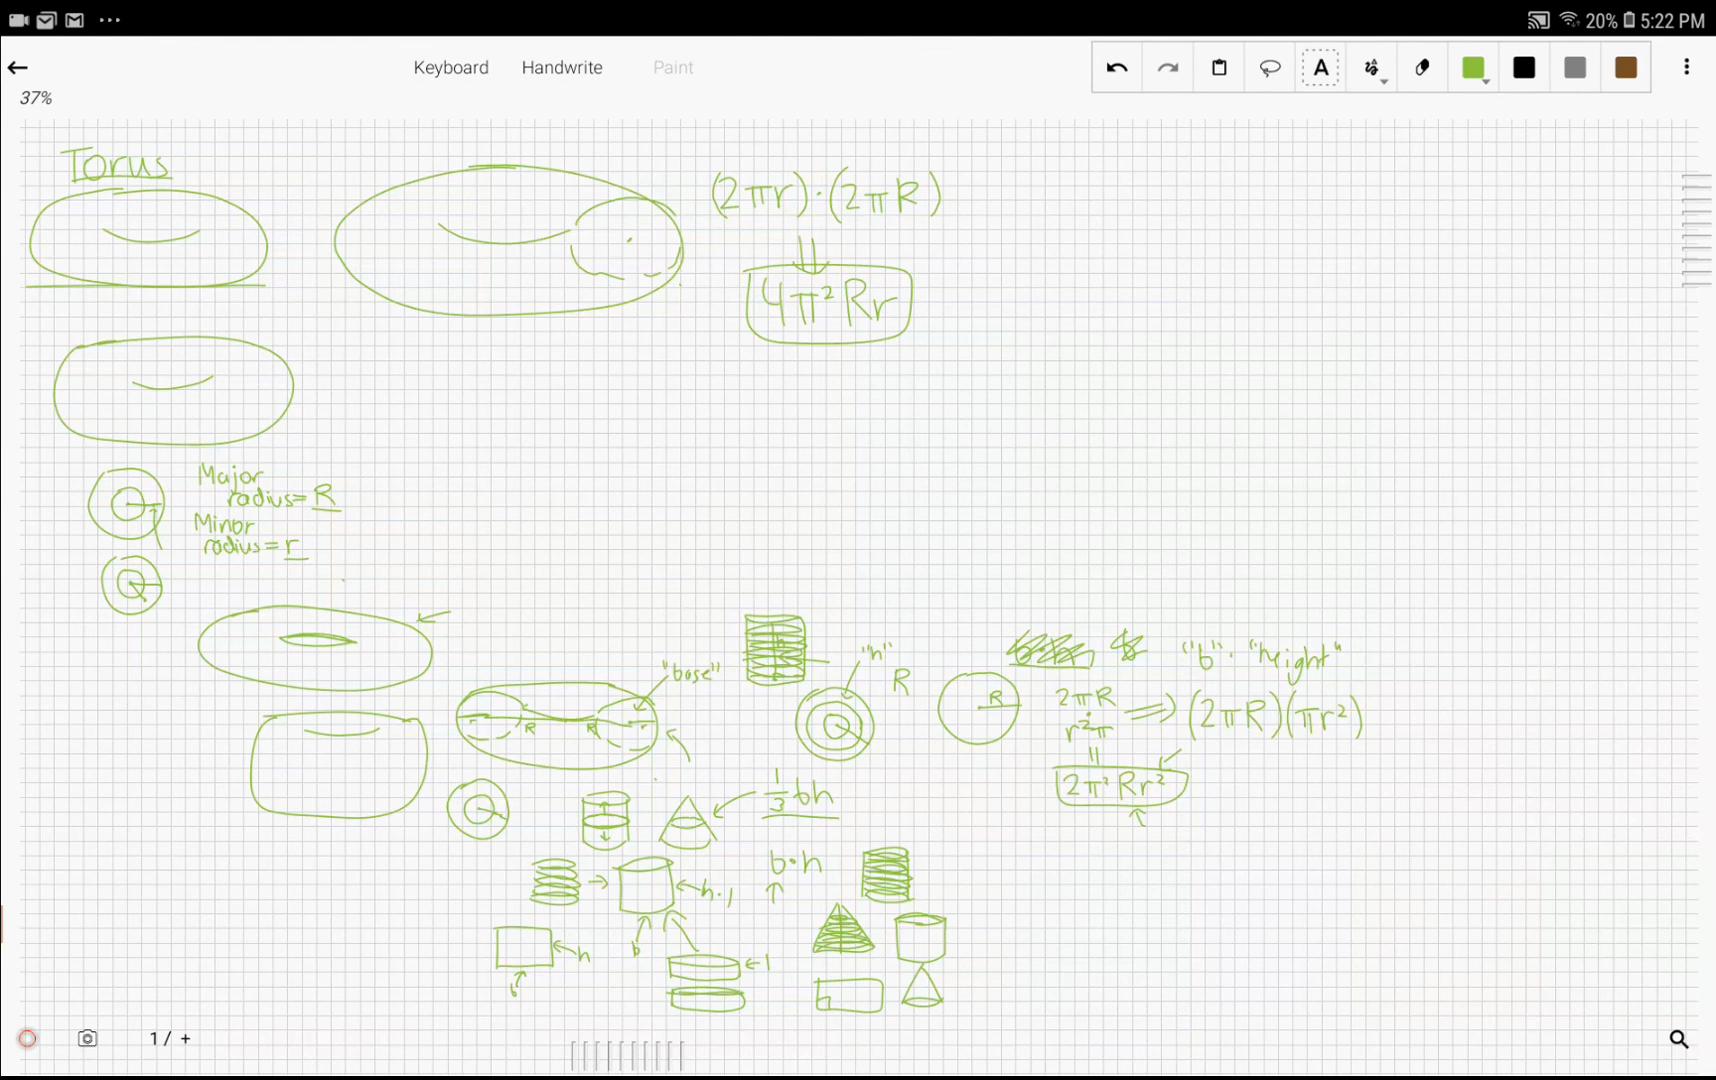 20% 5:22 PM
Keyboard Handwrite Paint
A
37%
Torus
(2πr)·(2πR)
4π²Rr
Major
radius=R
Minor
radius=r
"base"
"h"
R
h
R
"b"·"height"
2πR
·
r²π
⇒ (2πR)(πr²)
2π²Rr²
r R R r
1/3 bh
b·h
h·1
b
h
b
1
1 / +